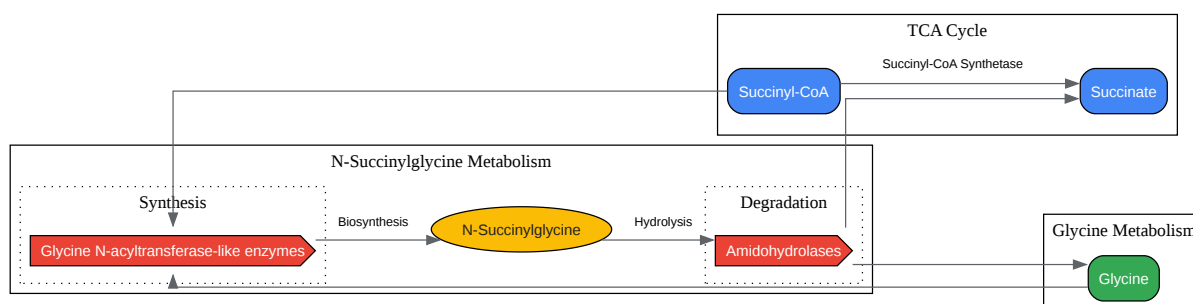 TCA Cycle
Succinyl-CoA Synthetase
Succinyl-CoA
Succinate
N-Succinylglycine Metabolism
Synthesis
Degradation
Biosynthesis
N-Succinylglycine
Hydrolysis
Glycine N-acyltransferase-like enzymes
Amidohydrolases
Glycine Metabolism
Glycine